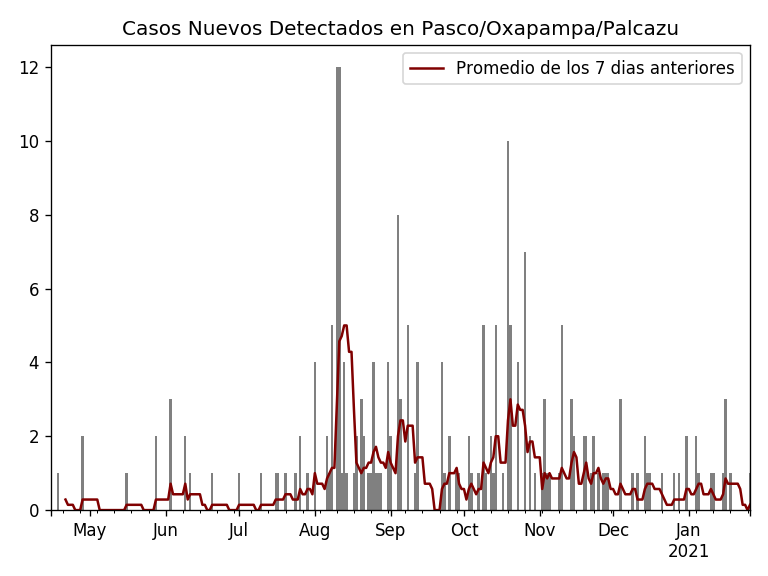 Casos Nuevos Detectados en Pasco/Oxapampa/Palcazu
Promedio de los 7 dias anteriores
12
10
8
6
4
2
0
May Jun Jul Aug Sep Oct Nov Dec Jan
2021